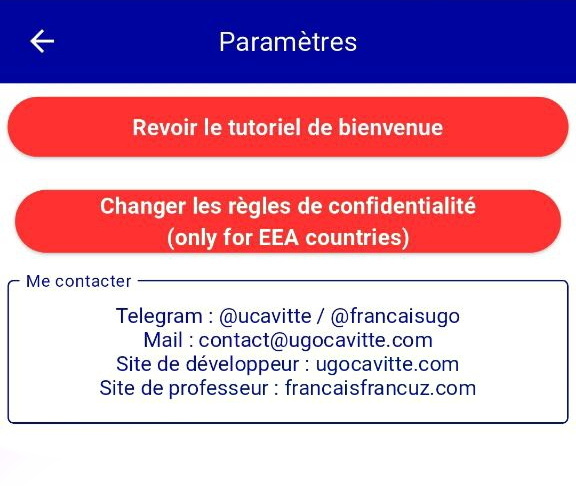 Paramètres
Revoir le tutoriel de bienvenue
Changer les règles de confidentialité
(only for EEA countries)
Me contacter
Telegram : @ucavitte / @francaisugo
Mail : contact@ugocavitte.com
Site de développeur : ugocavitte.com
Site de professeur : francaisfrancuz.com